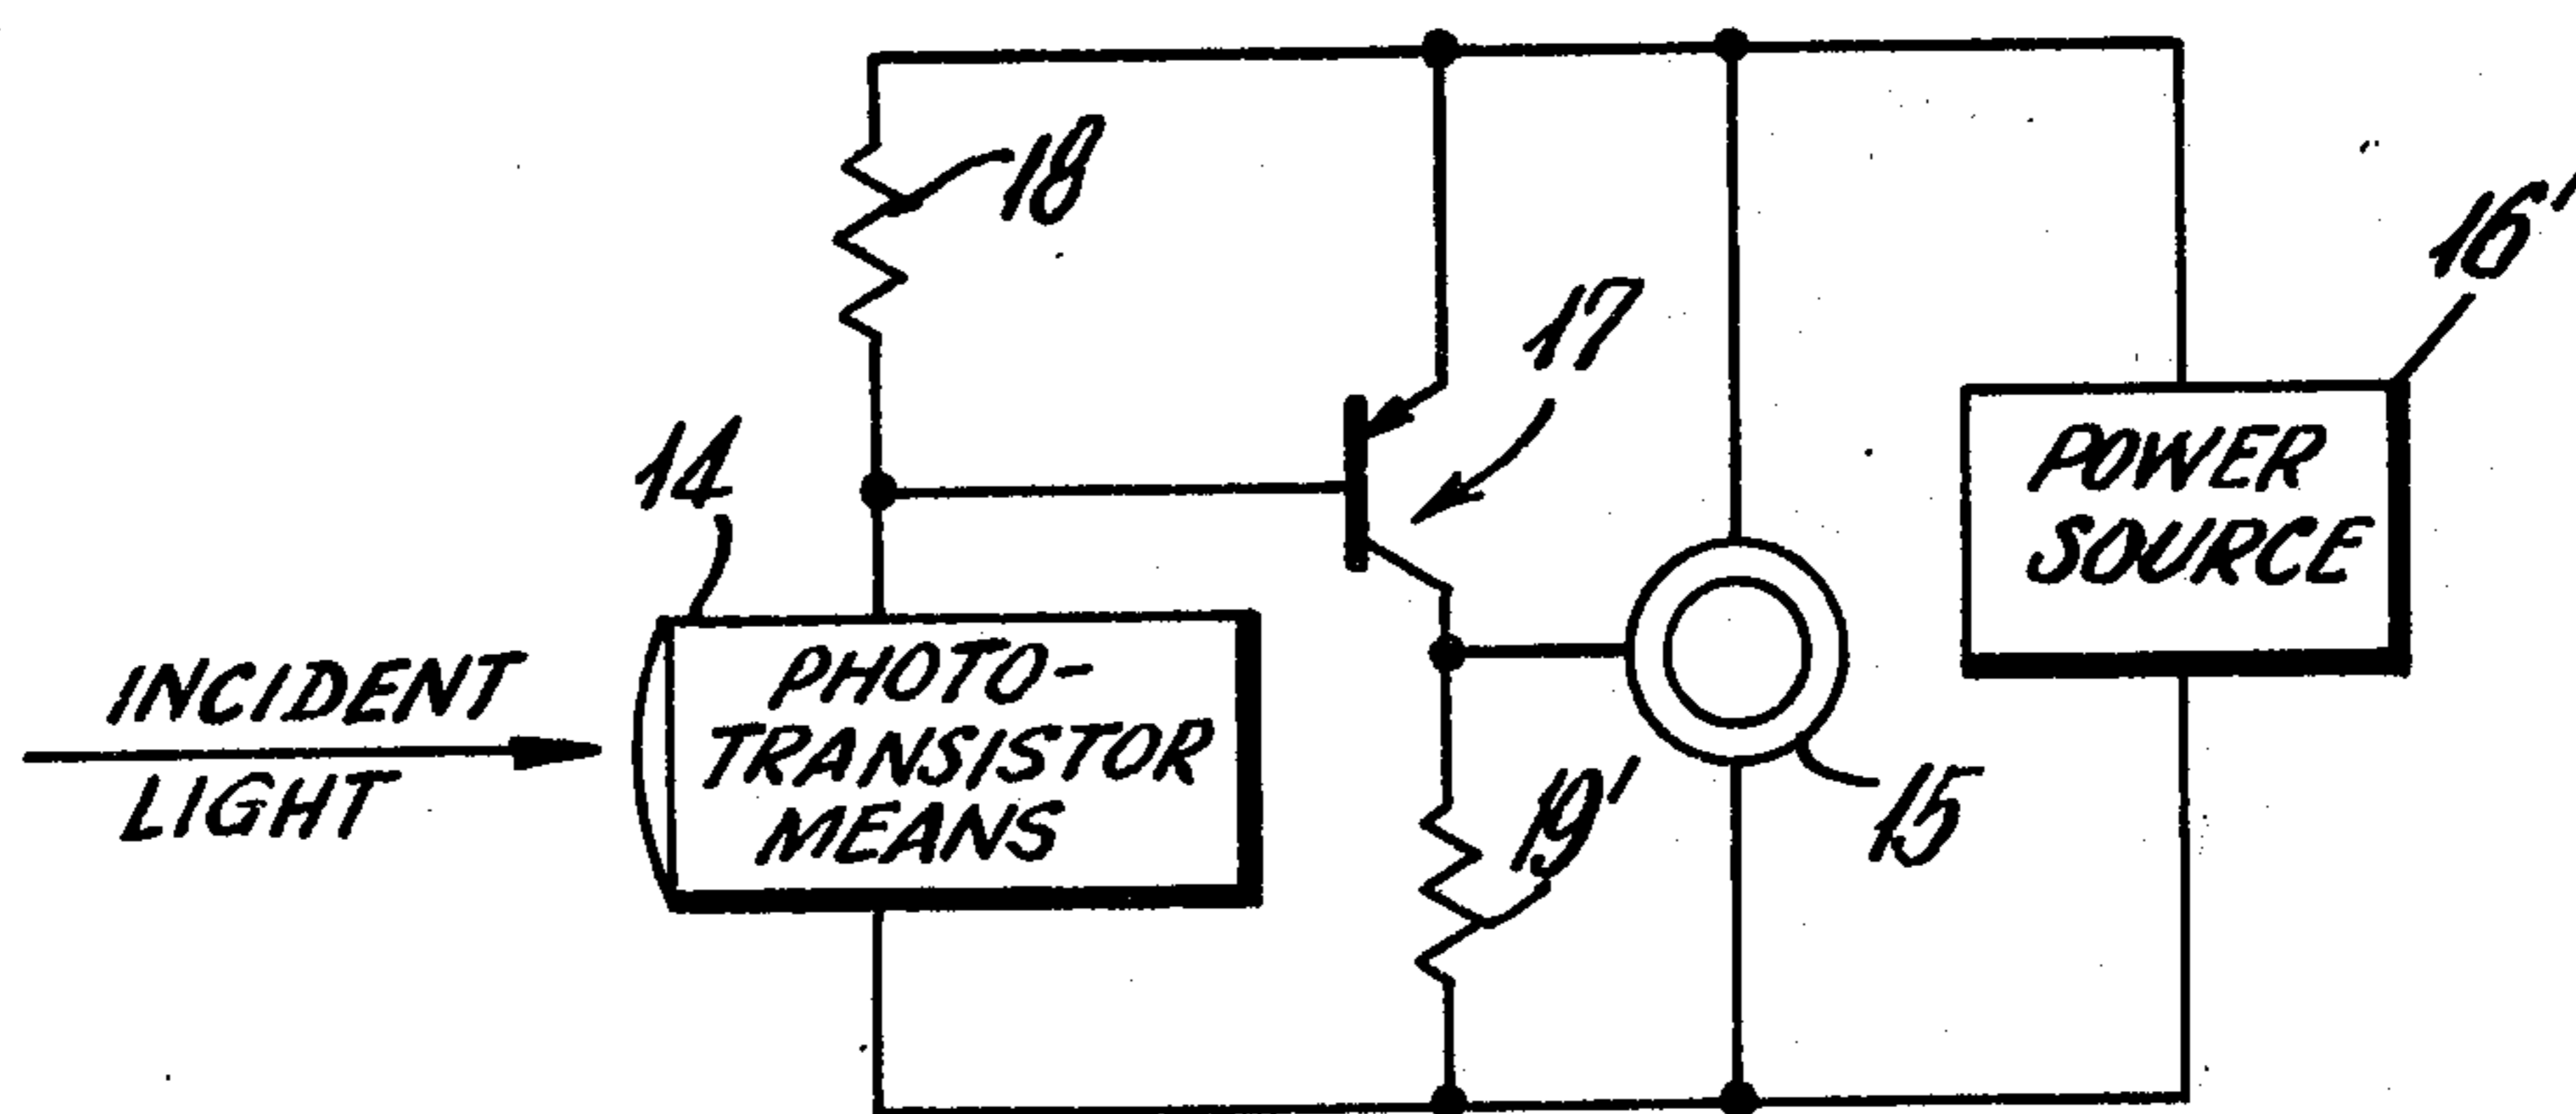 18
16'
17
14
POWER
SOURCE
INCIDENT
LIGHT
PHOTO-
TRANSISTOR
MEANS
19'
15